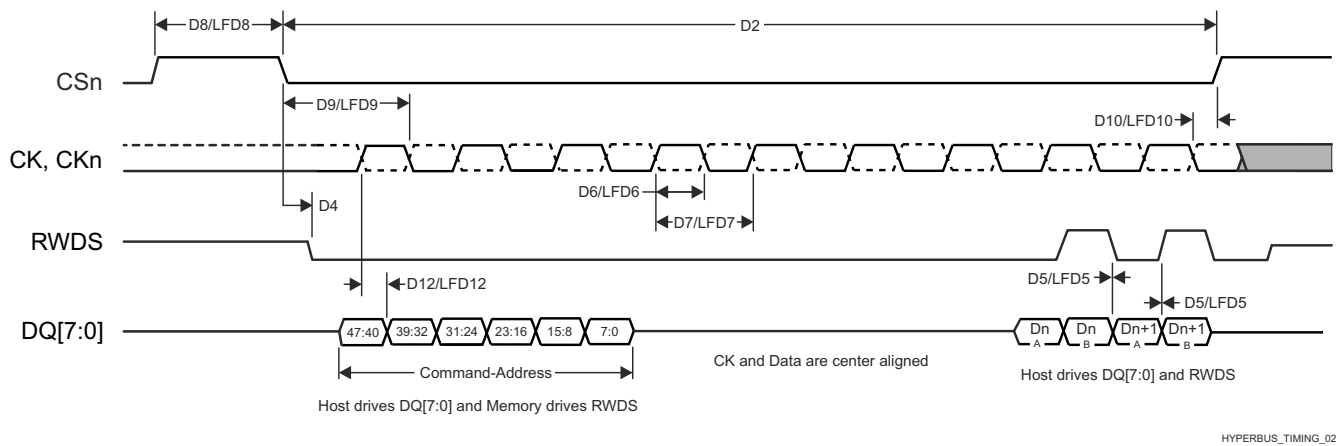 D8/LFD8
D2
CSn
D9/LFD9
D10/LFD10
CK, CKn
D6/LFD6
D4
D7/LFD7
RWDS
D12/LFD12
D5/LFD5
D5/LFD5
DQ[7:0]
47:40 39:32 31:24 23:16 15:8 7:0
Dn Dn Dn+1 Dn+1
A B A B
CK and Data are center aligned
Command-Address
Host drives DQ[7:0] and RWDS
Host drives DQ[7:0] and Memory drives RWDS
HYPERBUS_TIMING_02